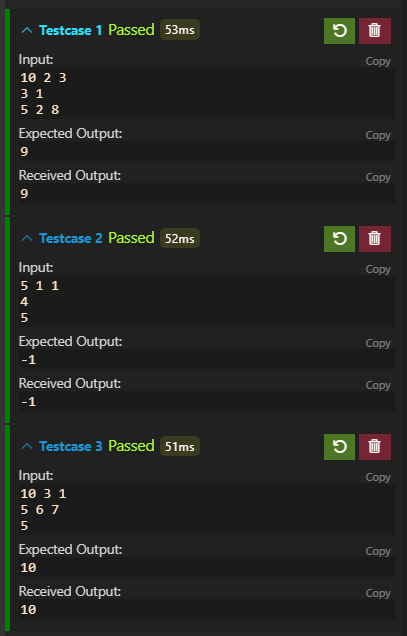 Testcase 1 Passed 53ms
Input:
Copy
10 2 3
3 1
5 2 8
Expected Output:
Copy
9
Received Output:
Copy
9
Testcase 2 Passed 52ms
Input:
Copy
5 1 1
4
5
Expected Output:
Copy
-1
Received Output:
Copy
-1
Testcase 3 Passed 51ms
Input:
Copy
10 3 1
5 6 7
5
Expected Output:
Copy
10
Received Output:
Copy
10